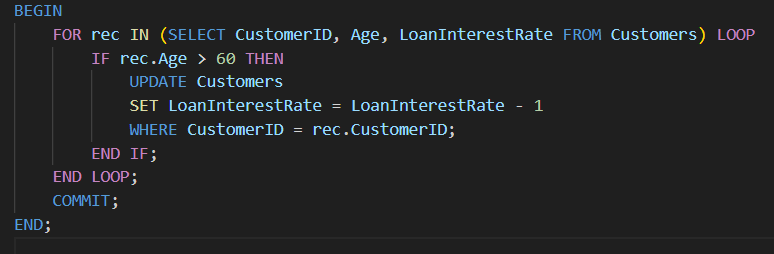 BEGIN
    FOR rec IN (SELECT CustomerID, Age, LoanInterestRate FROM Customers) LOOP
        IF rec.Age > 60 THEN
            UPDATE Customers
            SET LoanInterestRate = LoanInterestRate - 1
            WHERE CustomerID = rec.CustomerID;
        END IF;
    END LOOP;
    COMMIT;
END;